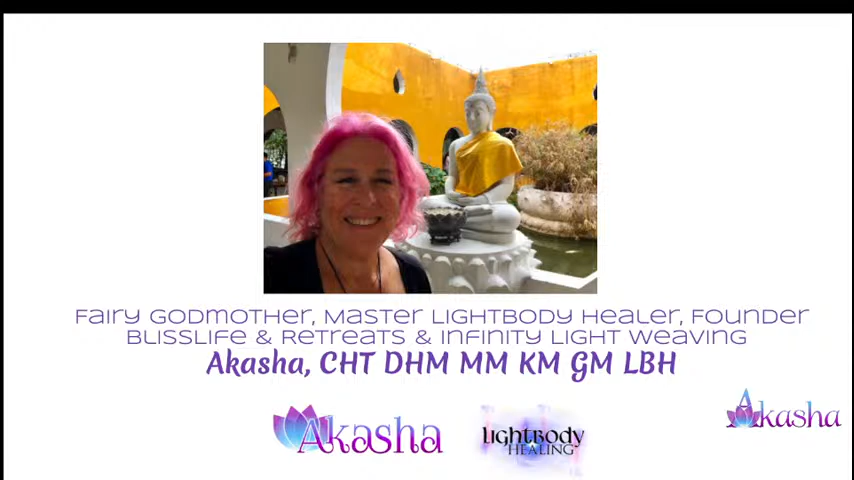 Fairy Godmother, Master Lightbody Healer, Founder
Blisslife & Retreats & Infinity Light Weaving
Akasha, CHT DHM MM KM GM LBH
Akasha
Lightbody
Healing
Akasha